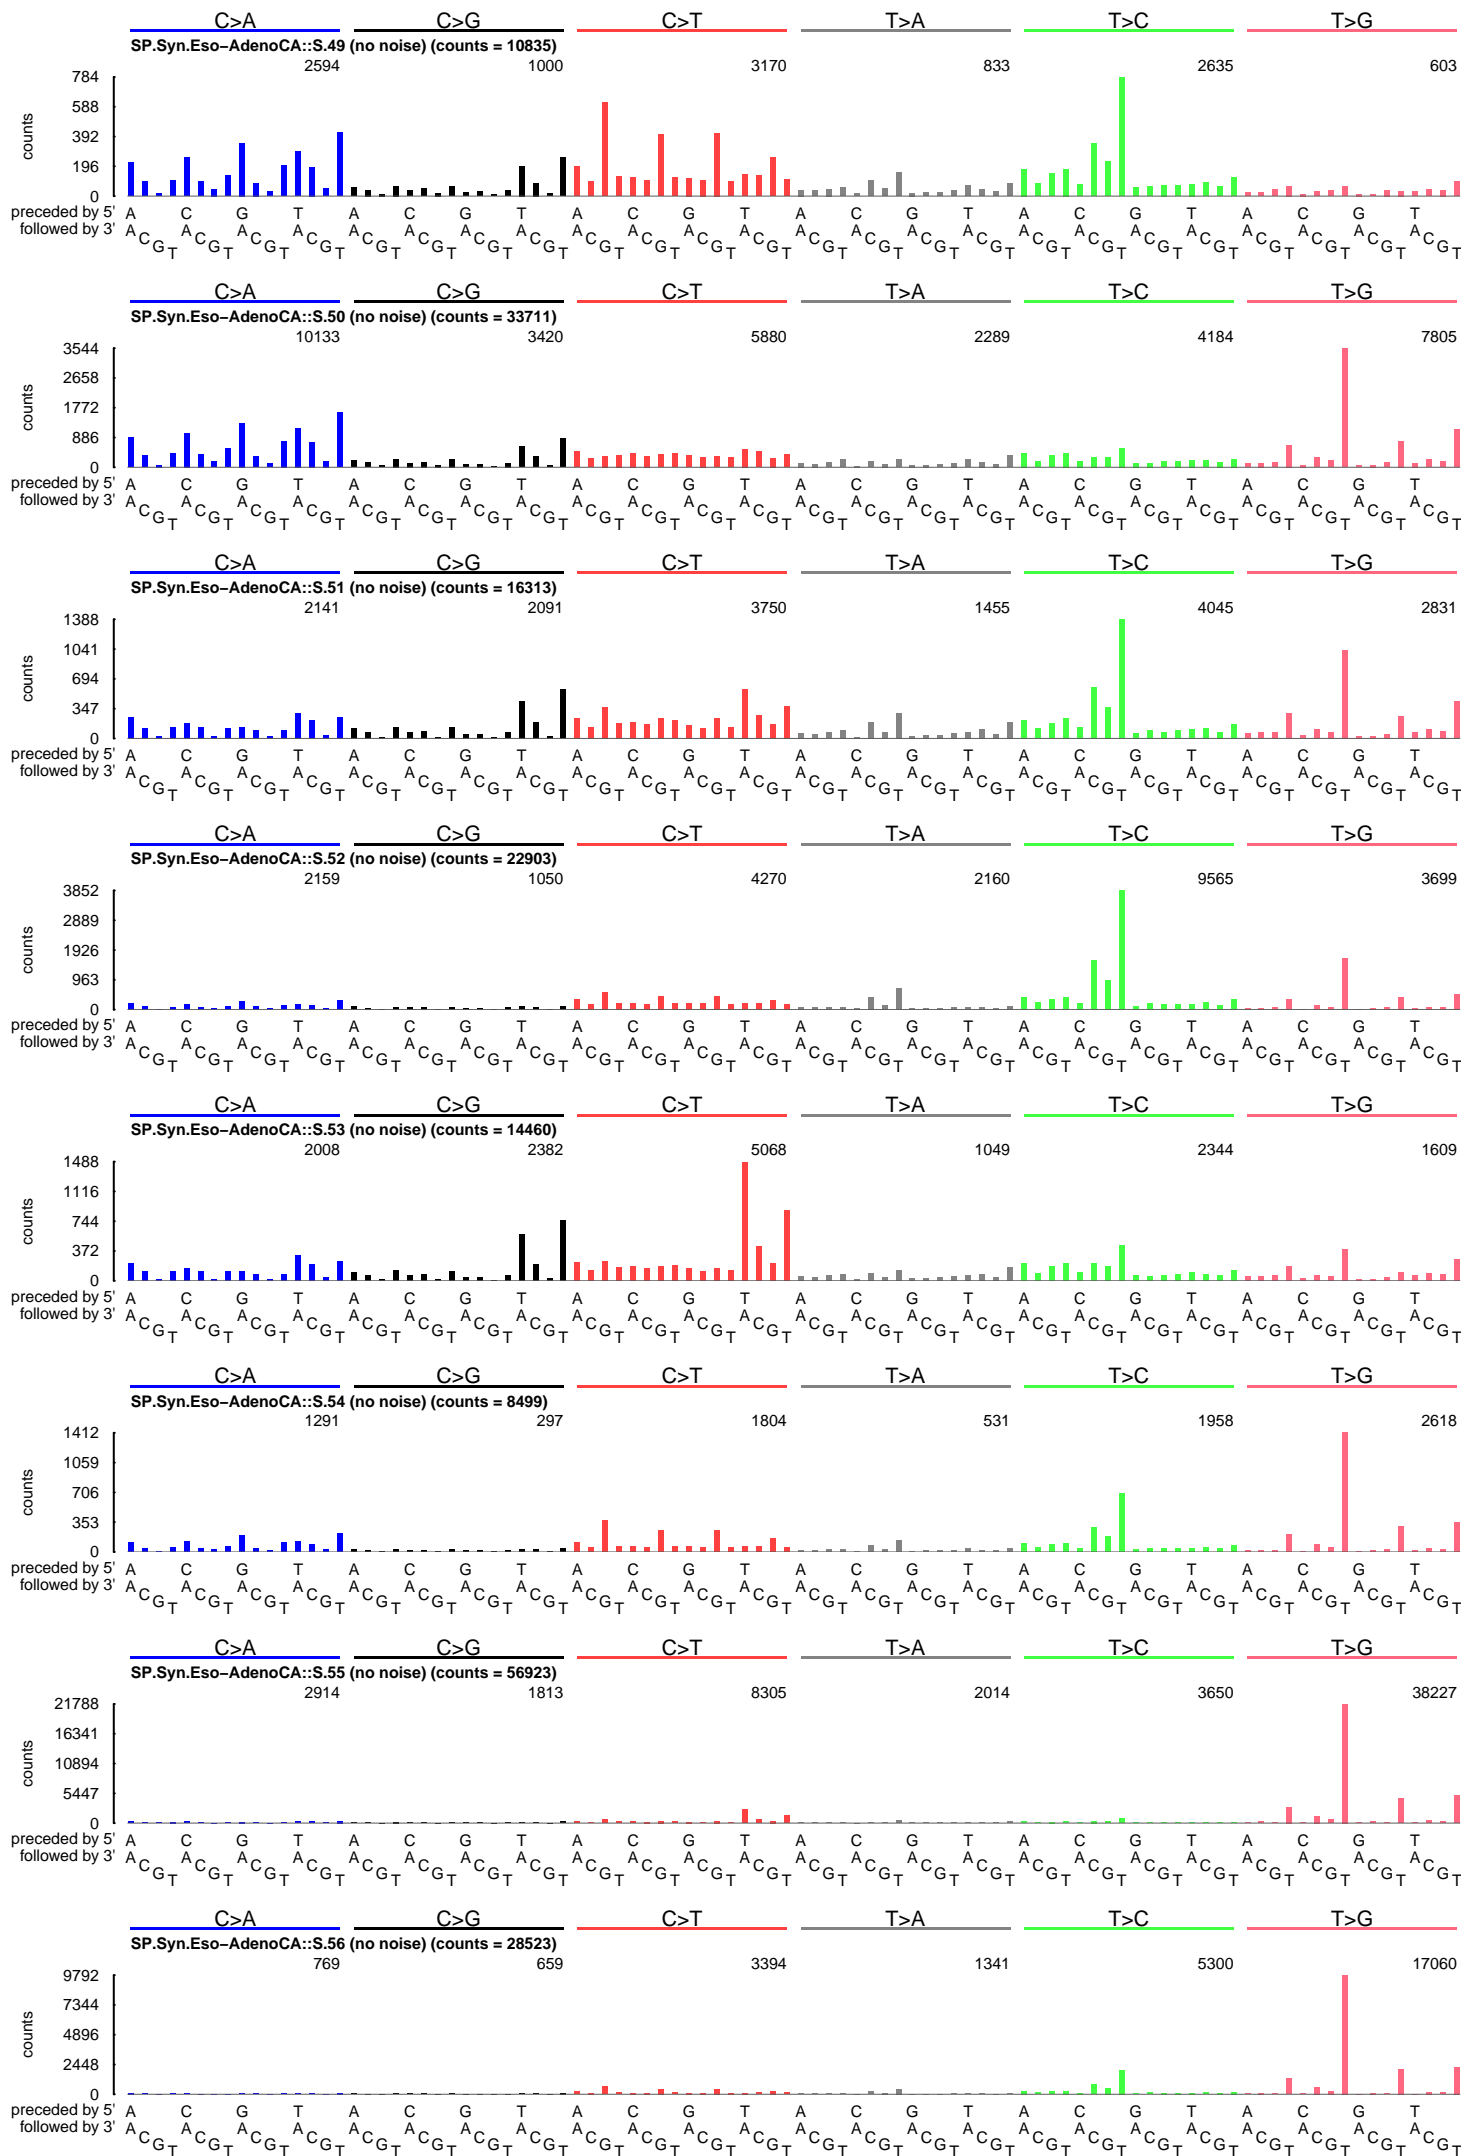 C>A C>G C>T T>A T>C T>G
SP.Syn.Eso−AdenoCA::S.49 (no noise) (counts = 10835)
2594 1000 3170 833 2635 603
784
588
392
196
0
counts
preceded by 5' A C G T A C G T A C G T A C G T A C G T A C G T
followed by 3' A C G T A C G T A C G T A C G T A C G T A C G T A C G T A C G T A C G T A C G T A C G T A C G T A C G T A C G T A C G T A C G T A C G T A C G T A C G T A C G T A C G T A C G T A C G T A C G T
C>A C>G C>T T>A T>C T>G
SP.Syn.Eso−AdenoCA::S.50 (no noise) (counts = 33711)
10133 3420 5880 2289 4184 7805
3544
2658
1772
886
0
counts
preceded by 5' A C G T A C G T A C G T A C G T A C G T A C G T
followed by 3' A C G T A C G T A C G T A C G T A C G T A C G T A C G T A C G T A C G T A C G T A C G T A C G T A C G T A C G T A C G T A C G T A C G T A C G T A C G T A C G T A C G T A C G T A C G T A C G T
C>A C>G C>T T>A T>C T>G
SP.Syn.Eso−AdenoCA::S.51 (no noise) (counts = 16313)
2141 2091 3750 1455 4045 2831
1388
1041
694
347
0
counts
preceded by 5' A C G T A C G T A C G T A C G T A C G T A C G T
followed by 3' A C G T A C G T A C G T A C G T A C G T A C G T A C G T A C G T A C G T A C G T A C G T A C G T A C G T A C G T A C G T A C G T A C G T A C G T A C G T A C G T A C G T A C G T A C G T A C G T
C>A C>G C>T T>A T>C T>G
SP.Syn.Eso−AdenoCA::S.52 (no noise) (counts = 22903)
2159 1050 4270 2160 9565 3699
3852
2889
1926
963
0
counts
preceded by 5' A C G T A C G T A C G T A C G T A C G T A C G T
followed by 3' A C G T A C G T A C G T A C G T A C G T A C G T A C G T A C G T A C G T A C G T A C G T A C G T A C G T A C G T A C G T A C G T A C G T A C G T A C G T A C G T A C G T A C G T A C G T A C G T
C>A C>G C>T T>A T>C T>G
SP.Syn.Eso−AdenoCA::S.53 (no noise) (counts = 14460)
2008 2382 5068 1049 2344 1609
1488
1116
744
372
0
counts
preceded by 5' A C G T A C G T A C G T A C G T A C G T A C G T
followed by 3' A C G T A C G T A C G T A C G T A C G T A C G T A C G T A C G T A C G T A C G T A C G T A C G T A C G T A C G T A C G T A C G T A C G T A C G T A C G T A C G T A C G T A C G T A C G T A C G T
C>A C>G C>T T>A T>C T>G
SP.Syn.Eso−AdenoCA::S.54 (no noise) (counts = 8499)
1291 297 1804 531 1958 2618
1412
1059
706
353
0
counts
preceded by 5' A C G T A C G T A C G T A C G T A C G T A C G T
followed by 3' A C G T A C G T A C G T A C G T A C G T A C G T A C G T A C G T A C G T A C G T A C G T A C G T A C G T A C G T A C G T A C G T A C G T A C G T A C G T A C G T A C G T A C G T A C G T A C G T
C>A C>G C>T T>A T>C T>G
SP.Syn.Eso−AdenoCA::S.55 (no noise) (counts = 56923)
2914 1813 8305 2014 3650 38227
21788
16341
10894
5447
0
counts
preceded by 5' A C G T A C G T A C G T A C G T A C G T A C G T
followed by 3' A C G T A C G T A C G T A C G T A C G T A C G T A C G T A C G T A C G T A C G T A C G T A C G T A C G T A C G T A C G T A C G T A C G T A C G T A C G T A C G T A C G T A C G T A C G T A C G T
C>A C>G C>T T>A T>C T>G
SP.Syn.Eso−AdenoCA::S.56 (no noise) (counts = 28523)
769 659 3394 1341 5300 17060
9792
7344
4896
2448
0
counts
preceded by 5' A C G T A C G T A C G T A C G T A C G T A C G T
followed by 3' A C G T A C G T A C G T A C G T A C G T A C G T A C G T A C G T A C G T A C G T A C G T A C G T A C G T A C G T A C G T A C G T A C G T A C G T A C G T A C G T A C G T A C G T A C G T A C G T